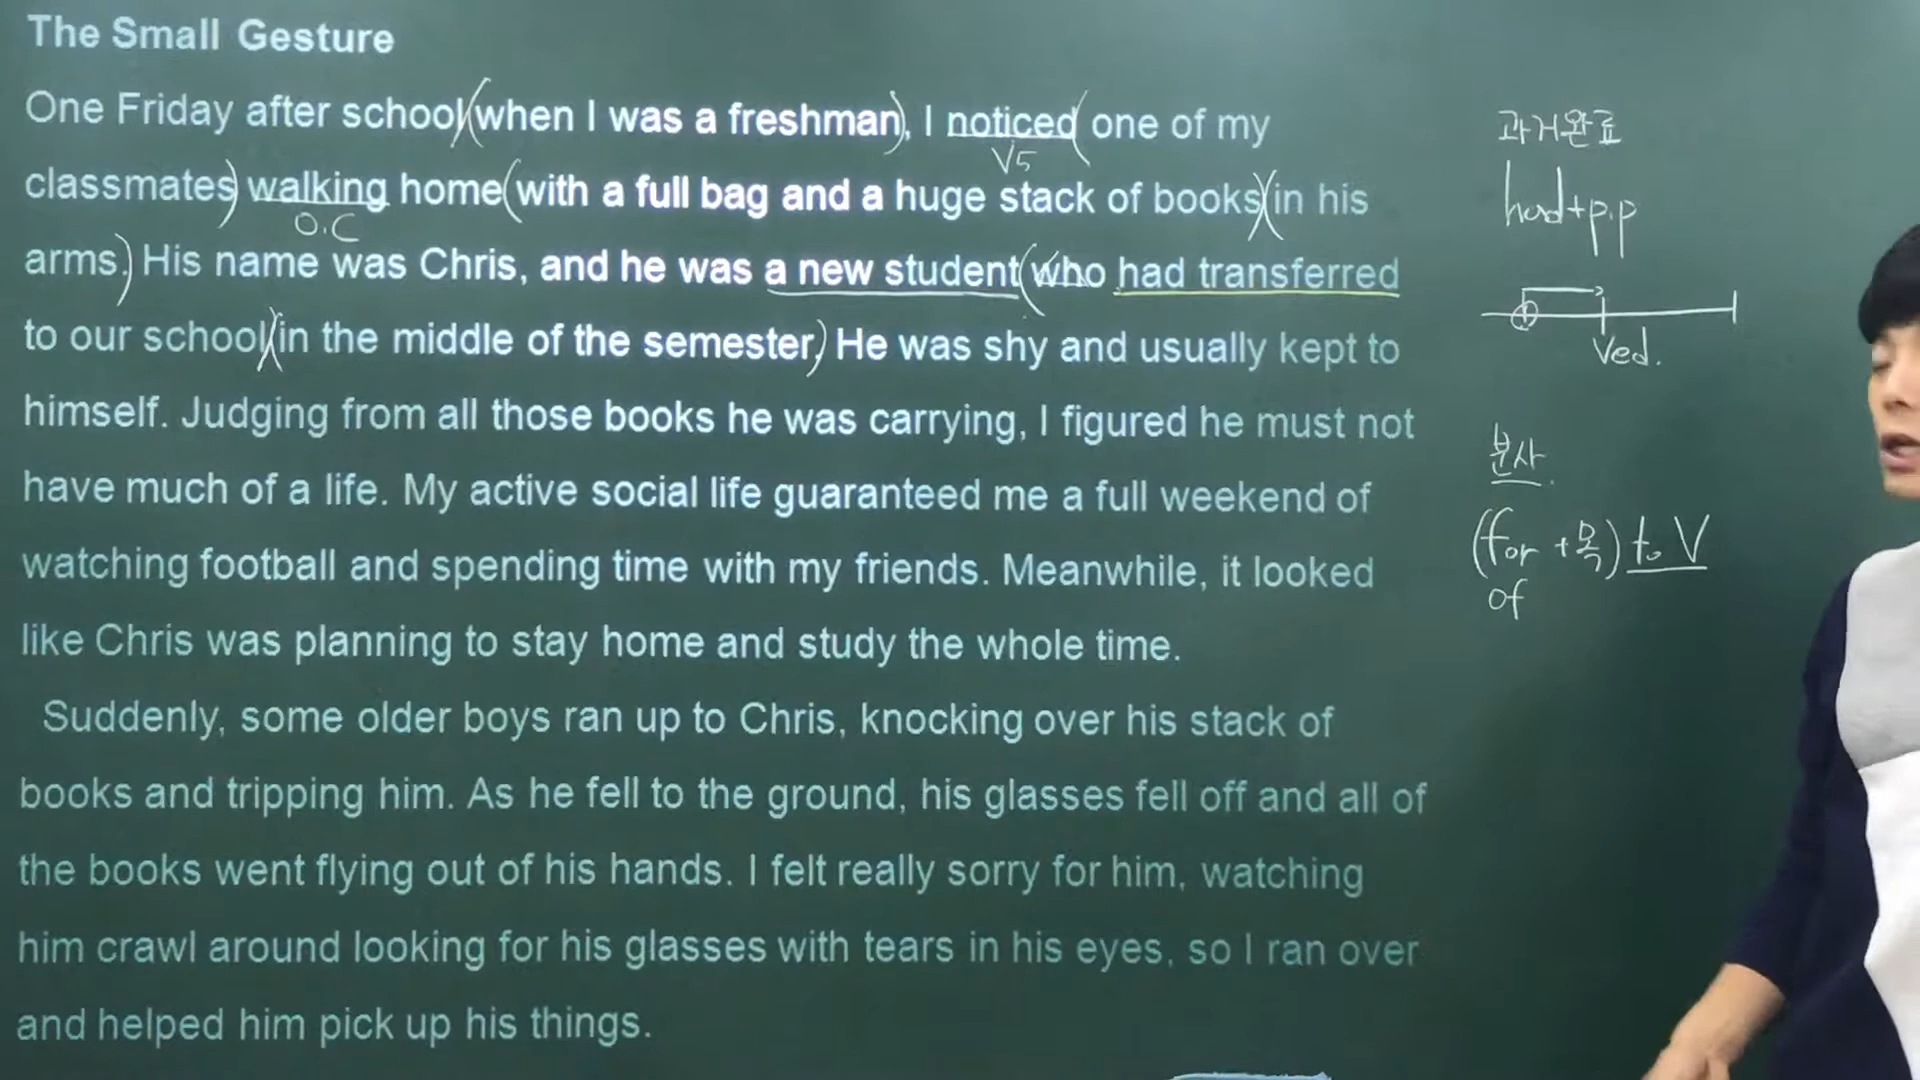 The Small Gesture
One Friday after school(when I was a freshman), I noticed( one of my
V5
classmates) walking home(with a full bag and a huge stack of books)(in his
O.C
arms.) His name was Chris, and he was a new student(who had transferred
to our school)(in the middle of the semester.) He was shy and usually kept to
himself. Judging from all those books he was carrying, I figured he must not
have much of a life. My active social life guaranteed me a full weekend of
watching football and spending time with my friends. Meanwhile, it looked
like Chris was planning to stay home and study the whole time.
Suddenly, some older boys ran up to Chris, knocking over his stack of
books and tripping him. As he fell to the ground, his glasses fell off and all of
the books went flying out of his hands. I felt really sorry for him, watching
him crawl around looking for his glasses with tears in his eyes, so I ran over
and helped him pick up his things.
과거완료
had+p.p
Ved.
분사
(for +목) to V
of